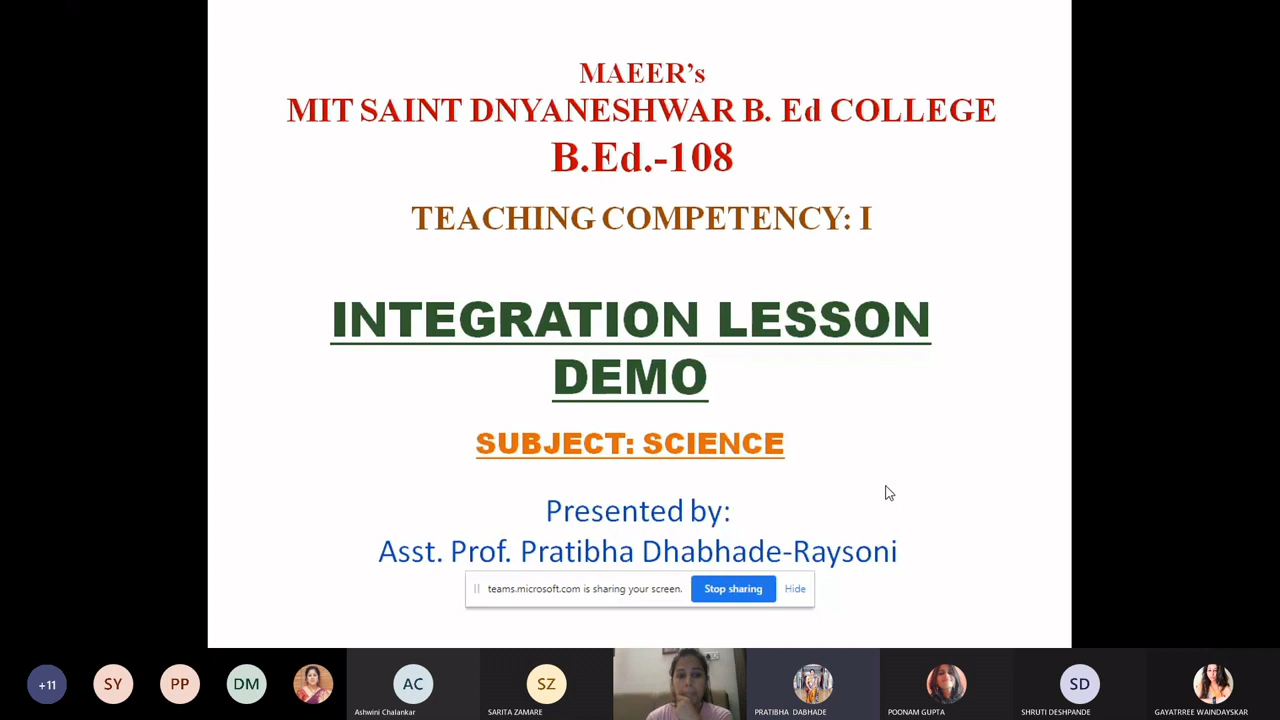 MAEER’s
MIT SAINT DNYANESHWAR B. Ed COLLEGE
B.Ed.-108
TEACHING COMPETENCY: I
INTEGRATION LESSON
DEMO
SUBJECT: SCIENCE
Presented by:
Asst. Prof. Pratibha Dhabhade-Raysoni
teams.microsoft.com is sharing your screen. Stop sharing Hide
+11 SY PP DM AC SZ SD
Ashwini Chalankar SARITA ZAMARE PRATIBHA DABHADE POONAM GUPTA SHRUTI DESHPANDE GAYATRREE WAINDAYSKAR